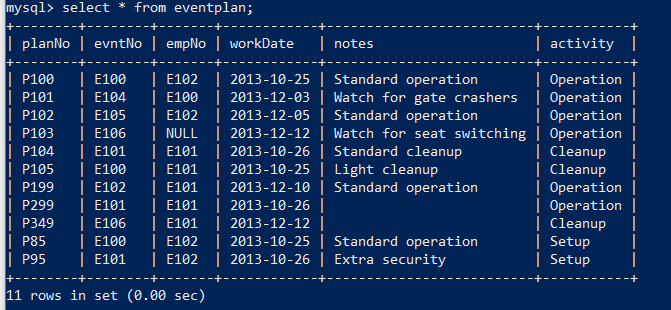 mysql> select * from eventplan;
+--------+--------+-------+------------+--------------------------+-----------+
| planNo | evntNo | empNo | workDate   | notes                    | activity  |
+--------+--------+-------+------------+--------------------------+-----------+
| P100   | E100   | E102  | 2013-10-25 | Standard operation       | Operation |
| P101   | E104   | E100  | 2013-12-03 | Watch for gate crashers  | Operation |
| P102   | E105   | E102  | 2013-12-05 | Standard operation       | Operation |
| P103   | E106   | NULL  | 2013-12-12 | Watch for seat switching | Operation |
| P104   | E101   | E101  | 2013-10-26 | Standard cleanup         | Cleanup   |
| P105   | E100   | E101  | 2013-10-25 | Light cleanup            | Cleanup   |
| P199   | E102   | E101  | 2013-12-10 | Standard operation       | Operation |
| P299   | E101   | E101  | 2013-10-26 |                          | Operation |
| P349   | E106   | E101  | 2013-12-12 |                          | Cleanup   |
| P85    | E100   | E102  | 2013-10-25 | Standard operation       | Setup     |
| P95    | E101   | E102  | 2013-10-26 | Extra security           | Setup     |
+--------+--------+-------+------------+--------------------------+-----------+
11 rows in set (0.00 sec)